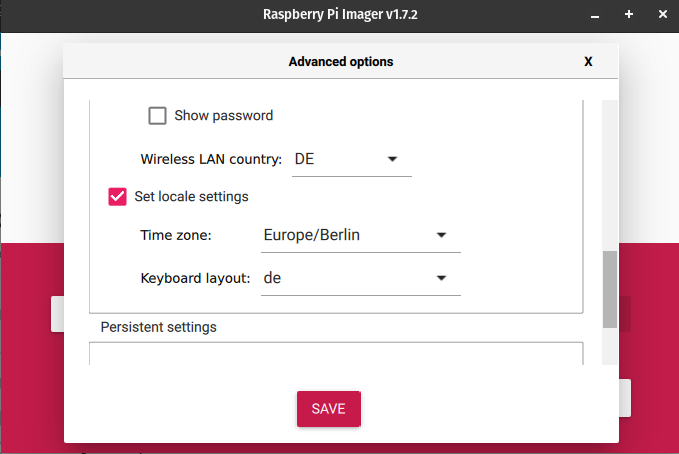 Raspberry Pi Imager v1.7.2
Advanced options X
Show password
Wireless LAN country: DE
Set locale settings
Time zone: Europe/Berlin
Keyboard layout: de
Persistent settings
SAVE